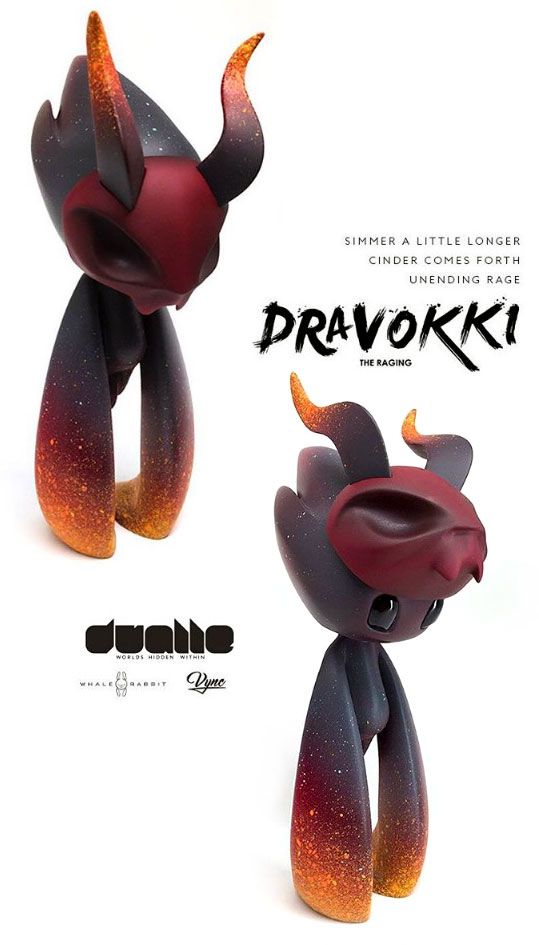 SIMMER A LITTLE LONGER
CINDER COMES FORTH
UNENDING RAGE
DRAVOKKI
THE RAGING
dualle
WORLDS HIDDEN WITHIN
WHALE RABBIT
Vync